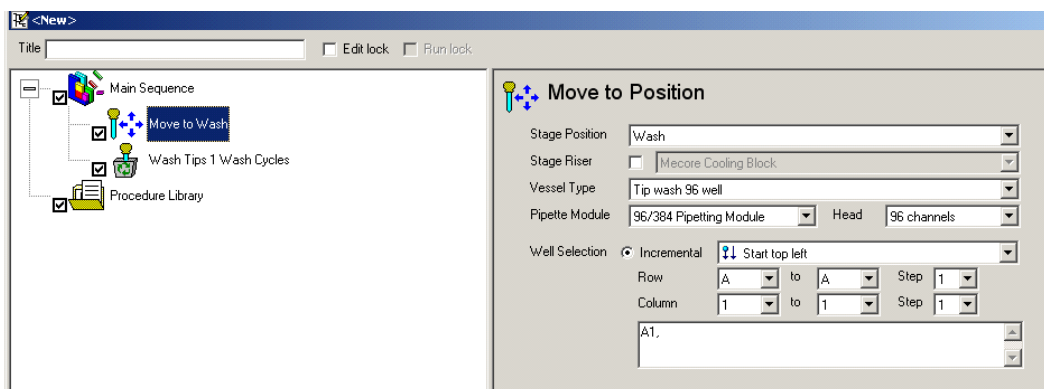 <New>
Title Edit lock Run lock
Main Sequence
Move to Wash
Wash Tips 1 Wash Cycles
Procedure Library
Move to Position
Stage Position Wash
Stage Riser Mecore Cooling Block
Vessel Type Tip wash 96 well
Pipette Module 96/384 Pipetting Module Head 96 channels
Well Selection Incremental Start top left
Row A to A Step 1
Column 1 to 1 Step 1
A1,